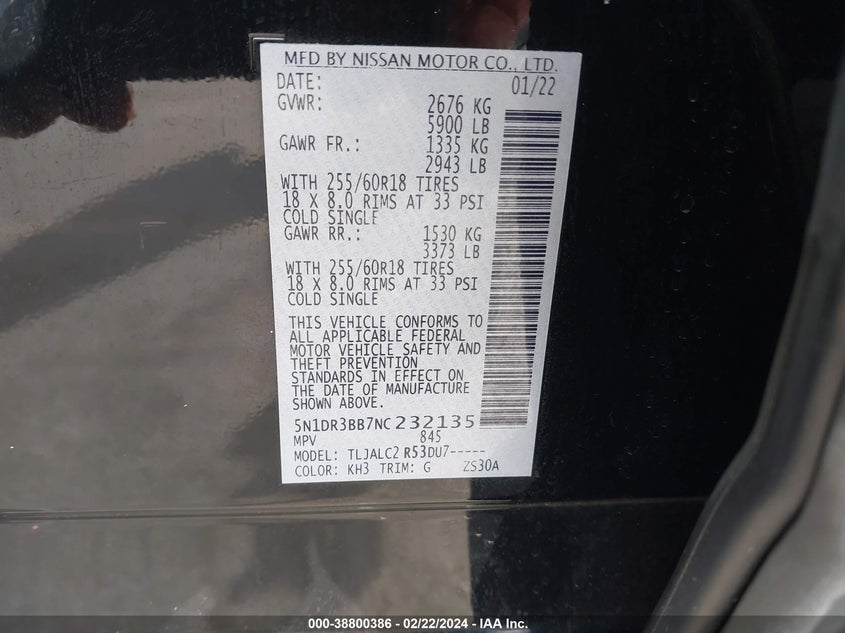 MFD BY NISSAN MOTOR CO., LTD.
DATE: 01/22
GVWR: 2676 KG
5900 LB
GAWR FR.: 1335 KG
2943 LB
WITH 255/60R18 TIRES
18 X 8.0 RIMS AT 33 PSI
COLD SINGLE
GAWR RR.: 1530 KG
3373 LB
WITH 255/60R18 TIRES
18 X 8.0 RIMS AT 33 PSI
COLD SINGLE
THIS VEHICLE CONFORMS TO
ALL APPLICABLE FEDERAL
MOTOR VEHICLE SAFETY AND
THEFT PREVENTION
STANDARDS IN EFFECT ON
THE DATE OF MANUFACTURE
SHOWN ABOVE.
5N1DR3BB7NC232135
MPV 845
MODEL: TLJALC2 R53DU7-----
COLOR: KH3 TRIM: G ZS30A
000-38800386 - 02/22/2024 - IAA Inc.